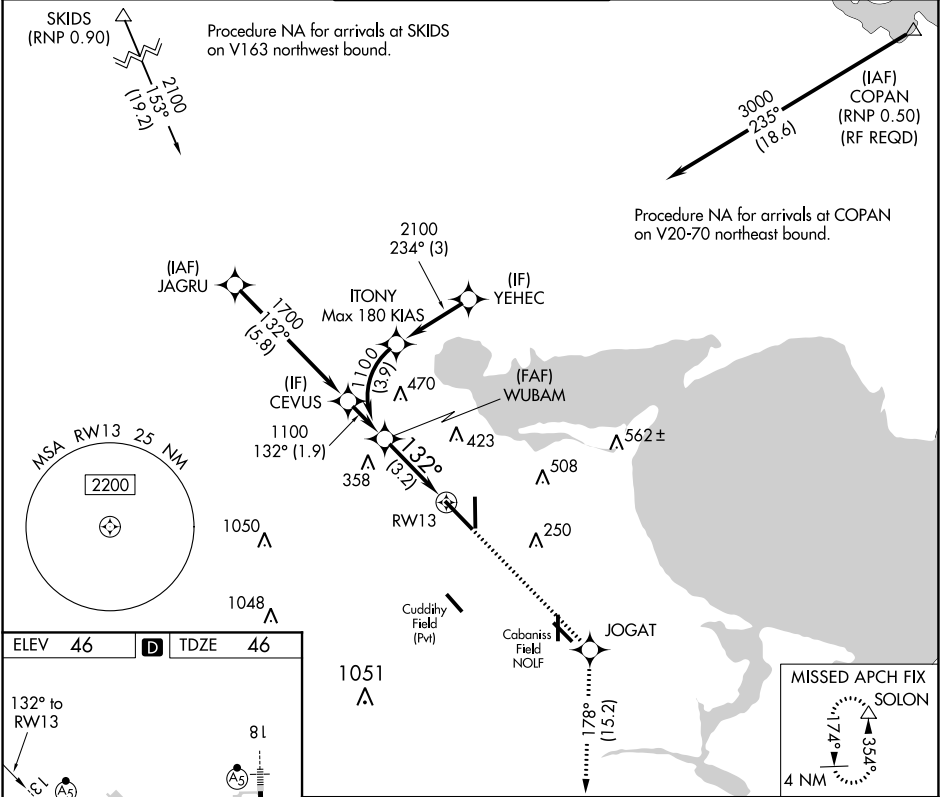 SKIDS
(RNP 0.90)
Procedure NA for arrivals at SKIDS
on V163 northwest bound.
2100
153°
(19.2)
3000
235°
(18.6)
(IAF)
COPAN
(RNP 0.50)
(RF REQD)
Procedure NA for arrivals at COPAN
on V20-70 northeast bound.
2100
234° (3)
(IAF)
JAGRU
ITONY
Max 180 KIAS
(IF)
YEHEC
1700
132°
(5.8)
1100
(3.9)
(IF)
CEVUS
470
(FAF)
WUBAM
1100
132° (1.9)
423
562 ±
132°
(3.2)
358
508
MSA RW13 25 NM
2200
RW13
1050
250
1048
Cuddihy
Field
(Pvt)
Cabaniss
Field
NOLF
JOGAT
ELEV 46
D
TDZE 46
1051
178°
(15.2)
MISSED APCH FIX
SOLON
174°
354°
4 NM
132° to
RW13
18
13
A5
A5